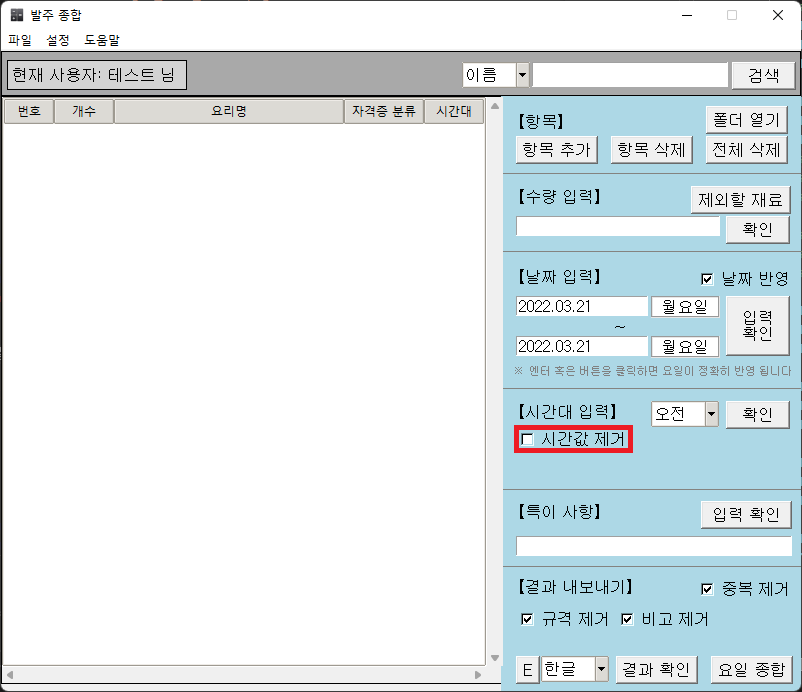 발주 종합
파일 설정 도움말
현재 사용자: 테스트 닝 이름 검색
번호 개수 요리명 자격증 분류 시간대
【항목】 폴더 열기
항목 추가 항목 삭제 전체 삭제
【수량 입력】 제외할 재료
확인
【날짜 입력】 날짜 반영
2022.03.21 월요일
~
입력
확인
2022.03.21 월요일
※ 엔터 혹은 버튼을 클릭하면 요일이 정확히 반영 됩니다
【시간대 입력】 오전 확인
시간값 제거
【특이 사항】 입력 확인
【결과 내보내기】 중복 제거
규격 제거 비고 제거
E 한글 결과 확인 요일 종합